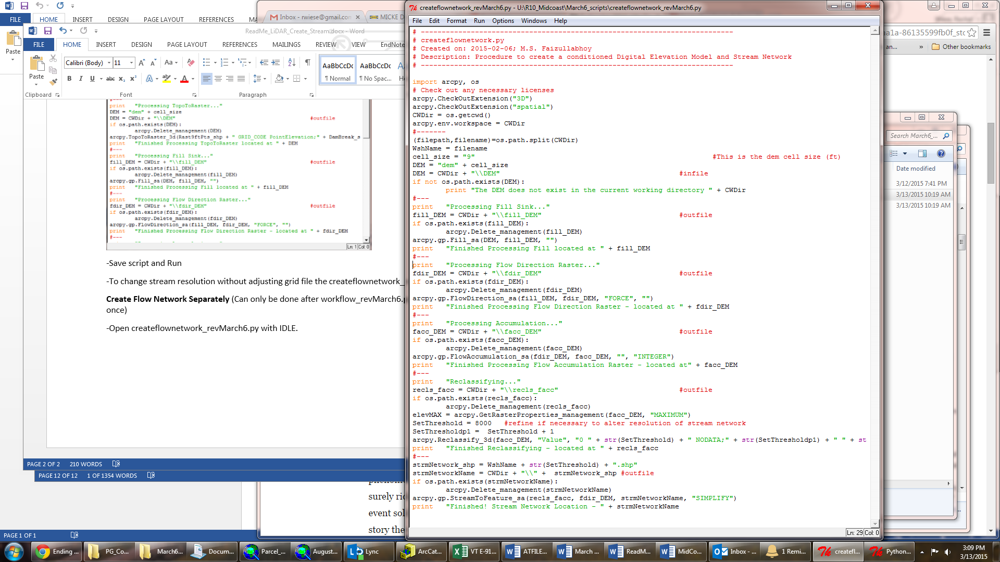 FILE HOME INSERT DESIGN PAGE LAYOUT REFERENCES
ReadMe_LiDAR_Create_Stream.docx - Word
FILE HOME INSERT DESIGN PAGE LAYOUT REFERENCES MAILINGS REVIEW VIEW EndNote
Paste
Paste
Calibri (Body) 11
AaBbCcDc AaBbCcDc
¶ Normal ¶ No Spac...
Clipboard Font Paragraph
print "Processing TopoToRaster..."
DEM = "dem" + cell_size
DEM = CWDir + "\\DEM" #outfile
if os.path.exists(DEM):
arcpy.Delete_management(DEM)
arcpy.TopoToRaster_3d(Rast9ftPts_shp + " GRID_CODE PointElevation;" + DamBreak_s
print "Finished Processing TopoToRaster located at " + DEM
#---
print "Processing Fill Sink..."
fill_DEM = CWDir + "\\fill_DEM" #outfile
if os.path.exists(fill_DEM):
arcpy.Delete_management(fill_DEM)
arcpy.gp.Fill_sa(DEM, fill_DEM, "")
print "Finished Processing Fill located at " + fill_DEM
#---
print "Processing Flow Direction Raster..."
fdir_DEM = CWDir + "\\fdir_DEM" #outfile
if os.path.exists(fdir_DEM):
arcpy.Delete_management(fdir_DEM)
arcpy.gp.FlowDirection_sa(fill_DEM, fdir_DEM, "FORCE", "")
print "Finished Processing Flow Direction Raster - located at " + fdir_DEM
#---
Ln: 1 Col: 0
-Save script and Run
-To change stream resolution without adjusting grid file the createflownetwork_
Create Flow Network Separately (Can only be done after workflow_revMarch6.p
once)
-Open createflownetwork_revMarch6.py with IDLE.
PAGE 2 OF 2 210 WORDS
PAGE 12 OF 12 1 OF 1354 WORDS
PAGE 1 OF 1
Inbox - rwiese@gmail.con
MICKE D
surely ric
event sol
story the
createflownetwork_revMarch6.py - U:\R10_Midcoast\March6_scripts\createflownetwork_revMarch6.py
File Edit Format Run Options Windows Help
# ---------------------------------------------------------------------------
# createflownetwork.py
# Created on: 2015-02-06; M.S. Faizullabhoy
# Description: Procedure to create a conditioned Digital Elevation Model and Stream Network
# ---------------------------------------------------------------------------
import arcpy, os
# Check out any necessary licenses
arcpy.CheckOutExtension("3D")
arcpy.CheckOutExtension("spatial")
CWDir = os.getcwd()
arcpy.env.workspace = CWDir
#-------
(filepath,filename)=os.path.split(CWDir)
WshName = filename
cell_size = "9" #This is the dem cell size (ft)
DEM = "dem" + cell_size
DEM = CWDir + "\\DEM" #infile
if not os.path.exists(DEM):
print "The DEM does not exist in the current working directory " + CWDir
#---
print "Processing Fill Sink..."
fill_DEM = CWDir + "\\fill_DEM" #outfile
if os.path.exists(fill_DEM):
arcpy.Delete_management(fill_DEM)
arcpy.gp.Fill_sa(DEM, fill_DEM, "")
print "Finished Processing Fill located at " + fill_DEM
#---
print "Processing Flow Direction Raster..."
fdir_DEM = CWDir + "\\fdir_DEM" #outfile
if os.path.exists(fdir_DEM):
arcpy.Delete_management(fdir_DEM)
arcpy.gp.FlowDirection_sa(fill_DEM, fdir_DEM, "FORCE", "")
print "Finished Processing Flow Direction Raster - located at " + fdir_DEM
#---
print "Processing Accumulation..."
facc_DEM = CWDir + "\\facc_DEM" #outfile
if os.path.exists(facc_DEM):
arcpy.Delete_management(facc_DEM)
arcpy.gp.FlowAccumulation_sa(fdir_DEM, facc_DEM, "", "INTEGER")
print "Finished Processing Flow Accumulation Raster - located at" + facc_DEM
#---
print "Reclassifying..."
recls_facc = CWDir + "\\recls_facc" #outfile
if os.path.exists(recls_facc):
arcpy.Delete_management(recls_facc)
elevMAX = arcpy.GetRasterProperties_management(facc_DEM, "MAXIMUM")
SetThreshold = 8000 #refine if necessary to alter resolution of stream network
SetThresholdp1 = SetThreshold + 1
arcpy.Reclassify_3d(facc_DEM, "Value", "0 " + str(SetThreshold) + " NODATA;" + str(SetThresholdp1) + " " + st
print "Finished Reclassifying - located at " + recls_facc
#---
strmNetwork_shp = WshName + str(SetThreshold) + ".shp"
strmNetworkName = CWDir + "\\" + strmNetwork_shp #outfile
if os.path.exists(strmNetworkName):
arcpy.Delete_management(strmNetworkName)
arcpy.gp.StreamToFeature_sa(recls_facc, fdir_DEM, strmNetworkName, "SIMPLIFY")
print "Finished! Stream Network Location - " + strmNetworkName
Ln: 29 Col: 0
aa1a-86135599fb0f_stc
an... » Other bookmarks
Search March6_...
Date modified
3/12/2015 7:41 PM
3/13/2015 10:19 AM
3/13/2015 10:19 AM
Ending ... PG_Co... March6... Docum... Parcel_... August... Lync ArcCat... VT E-91... ATFILE... March ... ReadM... MidCo... Inbox - ... 1 Remi... createfl... Python...
3:09 PM
3/13/2015